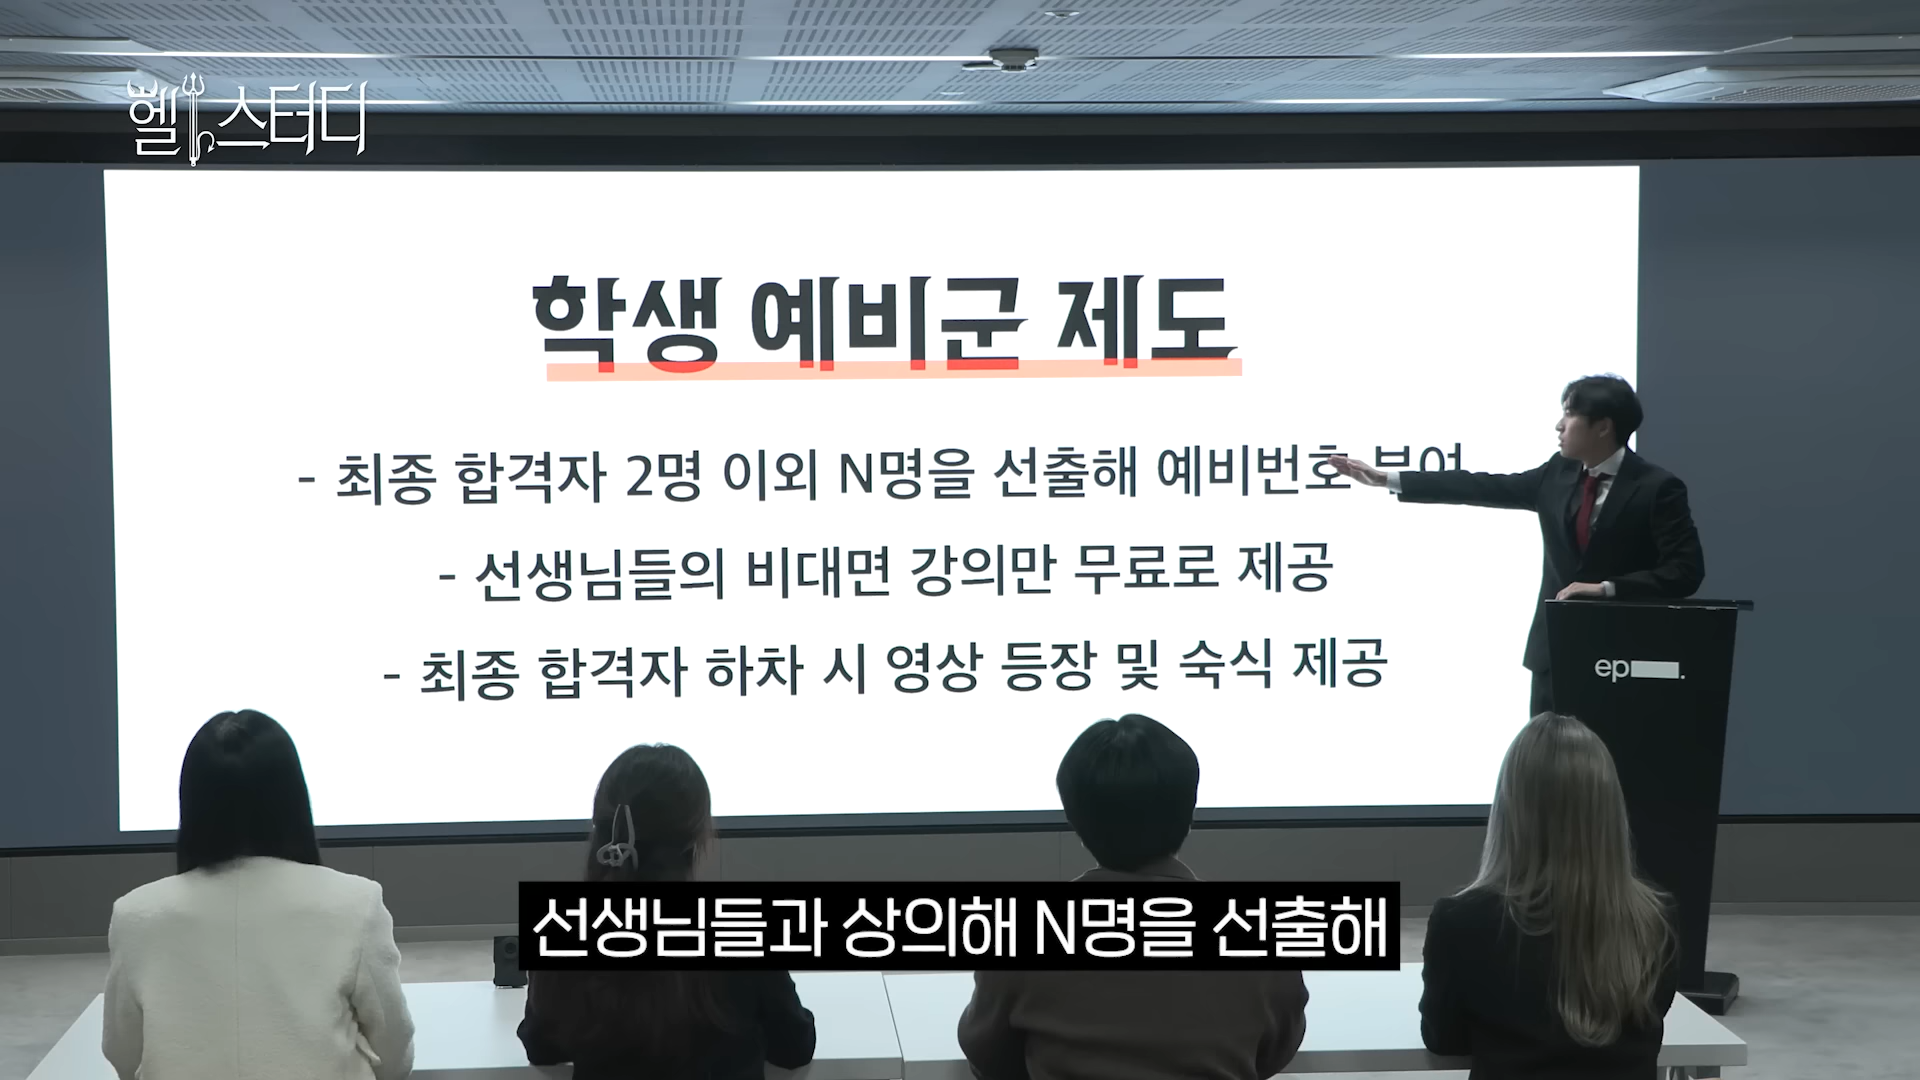 헬스터디
학생 예비군 제도
- 최종 합격자 2명 이외 N명을 선출해 예비번호 부여
- 선생님들의 비대면 강의만 무료로 제공
- 최종 합격자 하차 시 영상 등장 및 숙식 제공
ep
선생님들과 상의해 N명을 선출해